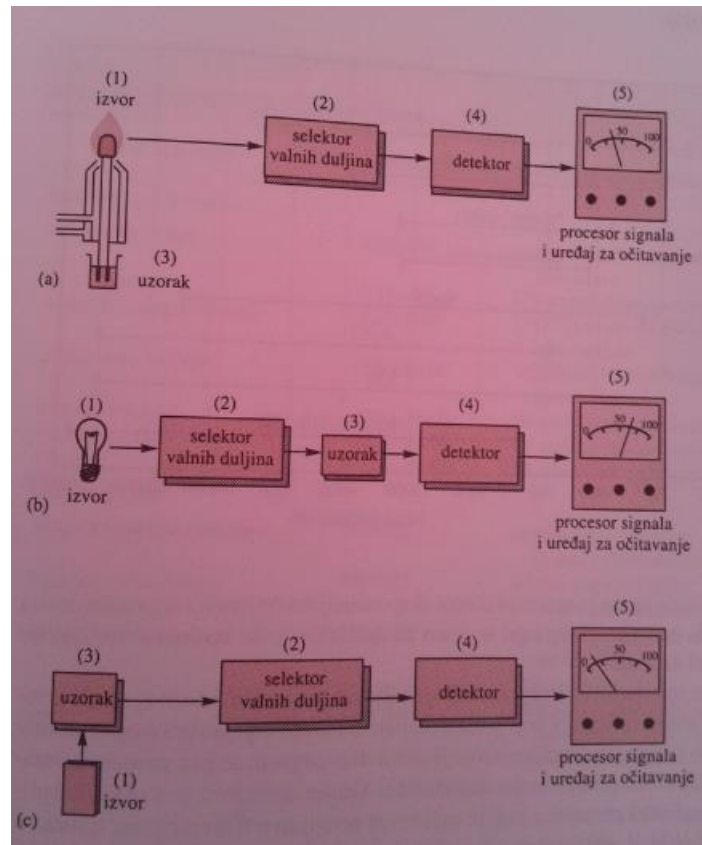 (1)
izvor
(2)
selektor
valnih duljina
(4)
detektor
(5)
0 50 100
procesor signala
i uređaj za očitavanje
(3)
uzorak
(a)
(1)
izvor
(2)
selektor
valnih duljina
(3)
uzorak
(4)
detektor
(5)
0 50 100
procesor signala
i uređaj za očitavanje
(b)
(3)
uzorak
(1)
izvor
(2)
selektor
valnih duljina
(4)
detektor
(5)
0 50 100
procesor signala
i uređaj za očitavanje
(c)